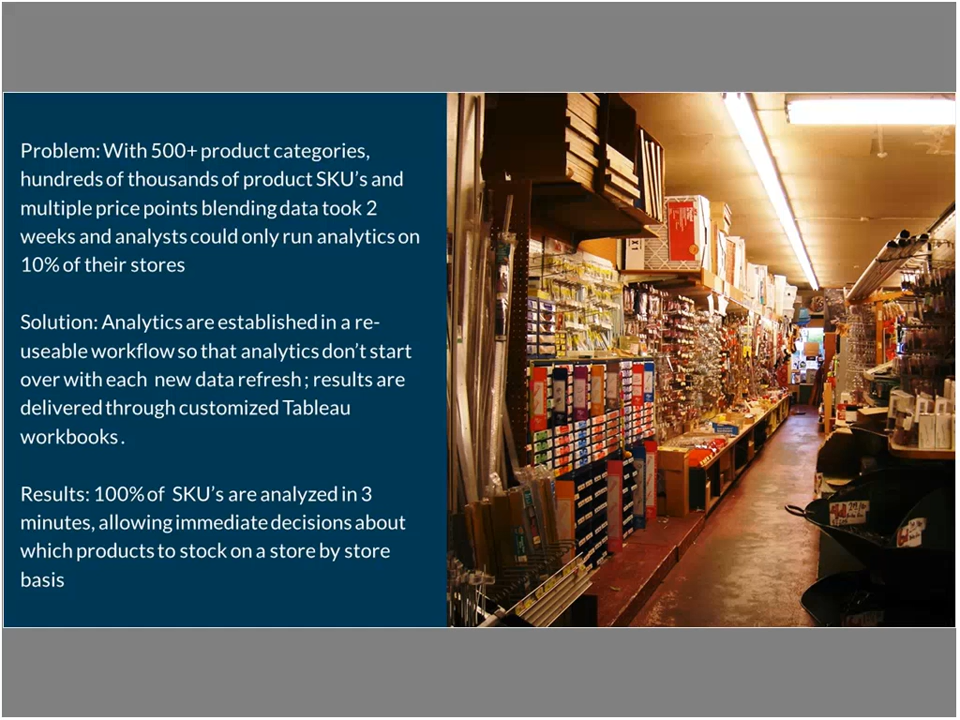 Problem: With 500+ product categories,
hundreds of thousands of product SKU's and
multiple price points blending data took 2
weeks and analysts could only run analytics on
10% of their stores
Solution: Analytics are established in a re-
useable workflow so that analytics don't start
over with each new data refresh ; results are
delivered through customized Tableau
workbooks .
Results: 100% of SKU's are analyzed in 3
minutes, allowing immediate decisions about
which products to stock on a store by store
basis